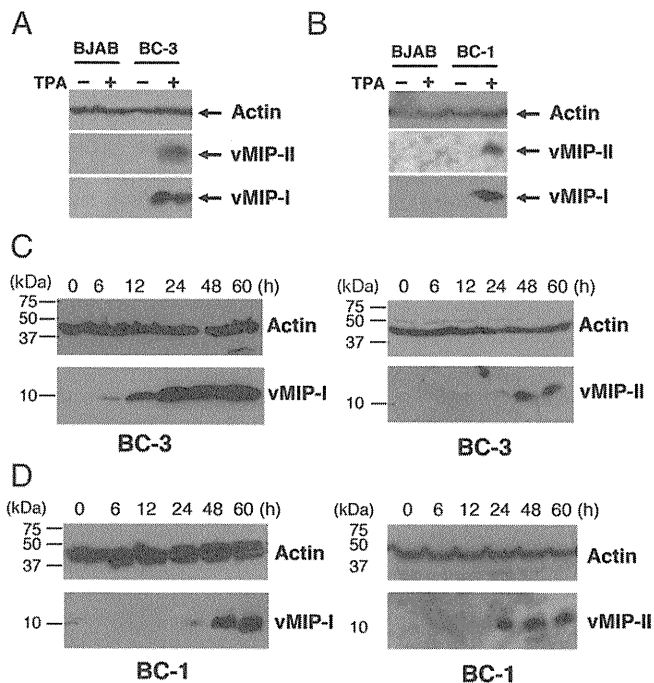 A
BJAB BC-3
TPA − + − +
Actin
vMIP-II
vMIP-I
B
BJAB BC-1
TPA − + − +
Actin
vMIP-II
vMIP-I
C
(kDa) 0 6 12 24 48 60 (h)
75
50
37
Actin
10
vMIP-I
BC-3
(kDa) 0 6 12 24 48 60 (h)
75
50
37
Actin
10
vMIP-II
BC-3
D
(kDa) 0 6 12 24 48 60 (h)
75
50
37
Actin
10
vMIP-I
BC-1
(kDa) 0 6 12 24 48 60 (h)
75
50
37
Actin
10
vMIP-II
BC-1